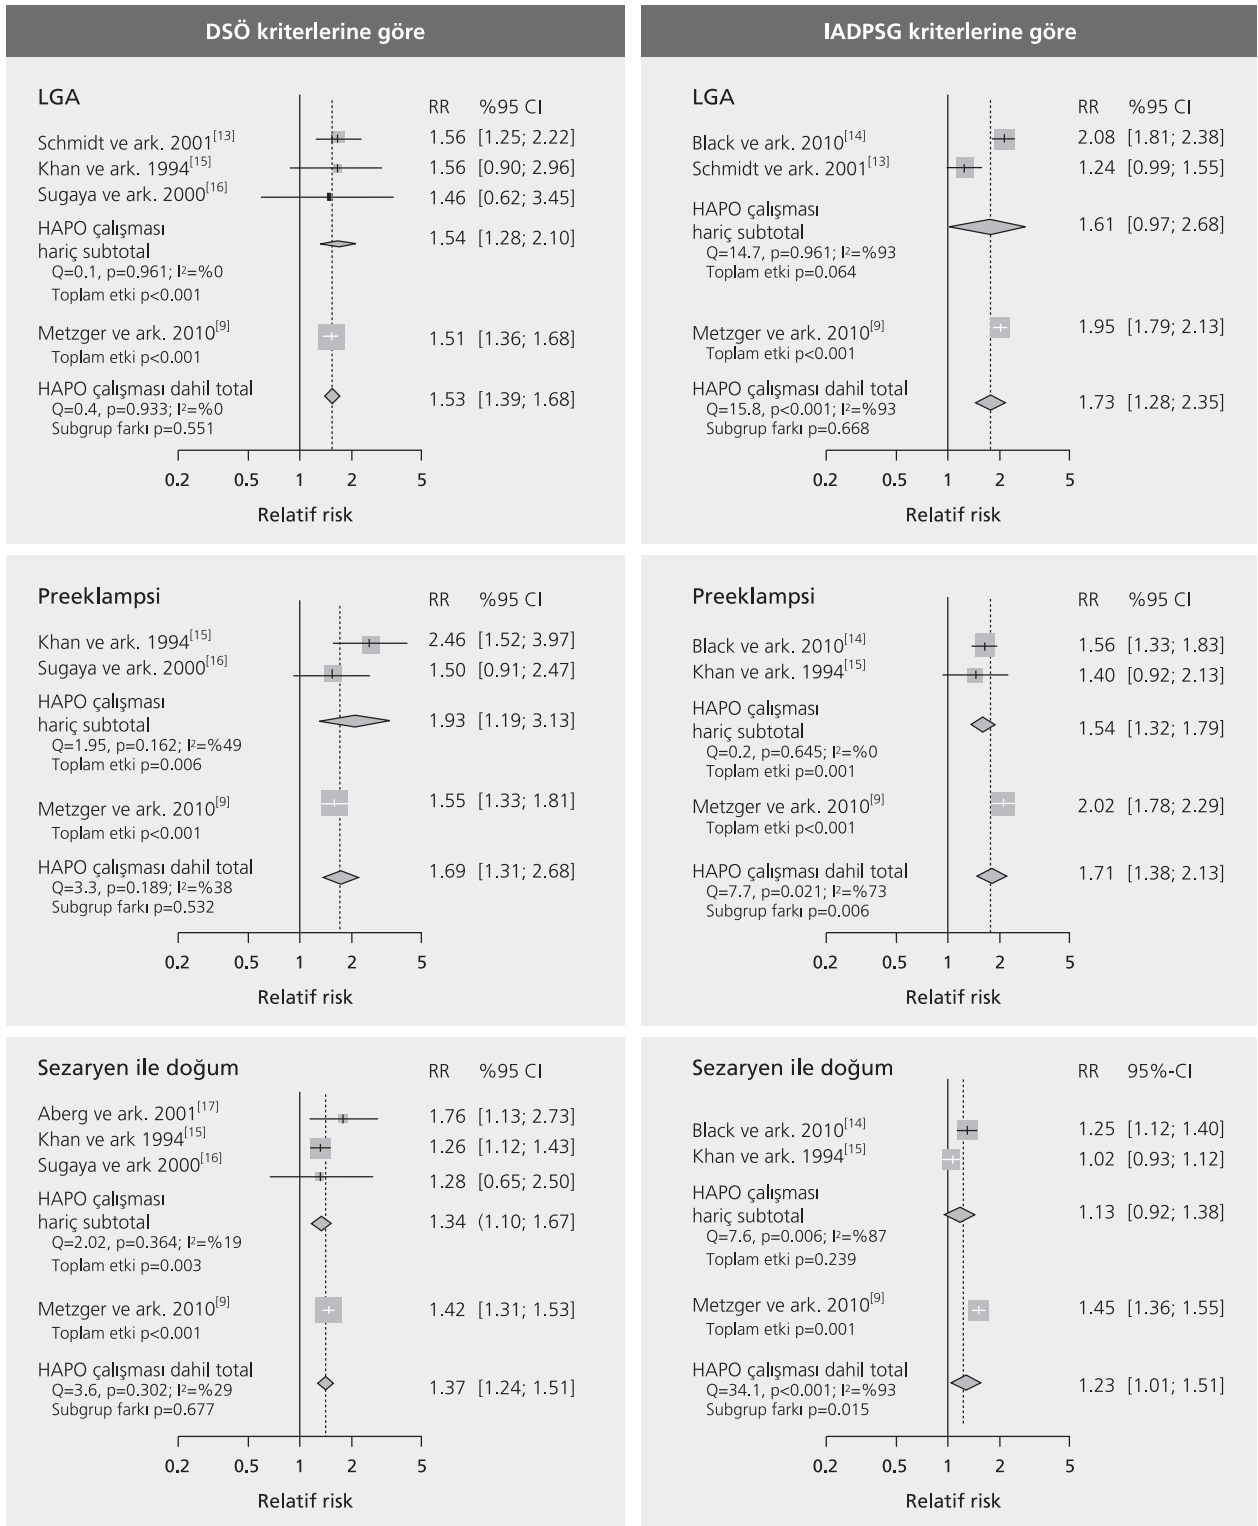 DSÖ kriterlerine göre
LGA
RR %95 CI
Schmidt ve ark. 2001[13] 1.56 [1.25; 2.22]
Khan ve ark. 1994[15] 1.56 [0.90; 2.96]
Sugaya ve ark. 2000[16] 1.46 [0.62; 3.45]
HAPO çalışması
hariç subtotal 1.54 [1.28; 2.10]
Q=0.1, p=0.961; I²=%0
Toplam etki p<0.001
Metzger ve ark. 2010[9] 1.51 [1.36; 1.68]
Toplam etki p<0.001
HAPO çalışması dahil total 1.53 [1.39; 1.68]
Q=0.4, p=0.933; I²=%0
Subgrup farkı p=0.551
0.2 0.5 1 2 5
Relatif risk
IADPSG kriterlerine göre
LGA
RR %95 CI
Black ve ark. 2010[14] 2.08 [1.81; 2.38]
Schmidt ve ark. 2001[13] 1.24 [0.99; 1.55]
HAPO çalışması
hariç subtotal 1.61 [0.97; 2.68]
Q=14.7, p=0.961; I²=%93
Toplam etki p=0.064
Metzger ve ark. 2010[9] 1.95 [1.79; 2.13]
Toplam etki p<0.001
HAPO çalışması dahil total 1.73 [1.28; 2.35]
Q=15.8, p<0.001; I²=%93
Subgrup farkı p=0.668
0.2 0.5 1 2 5
Relatif risk
Preeklampsi
RR %95 CI
Khan ve ark. 1994[15] 2.46 [1.52; 3.97]
Sugaya ve ark. 2000[16] 1.50 [0.91; 2.47]
HAPO çalışması
hariç subtotal 1.93 [1.19; 3.13]
Q=1.95, p=0.162; I²=%49
Toplam etki p=0.006
Metzger ve ark. 2010[9] 1.55 [1.33; 1.81]
Toplam etki p<0.001
HAPO çalışması dahil total 1.69 [1.31; 2.68]
Q=3.3, p=0.189; I²=%38
Subgrup farkı p=0.532
0.2 0.5 1 2 5
Relatif risk
Preeklampsi
RR %95 CI
Black ve ark. 2010[14] 1.56 [1.33; 1.83]
Khan ve ark. 1994[15] 1.40 [0.92; 2.13]
HAPO çalışması
hariç subtotal 1.54 [1.32; 1.79]
Q=0.2, p=0.645; I²=%0
Toplam etki p=0.001
Metzger ve ark. 2010[9] 2.02 [1.78; 2.29]
Toplam etki p<0.001
HAPO çalışması dahil total 1.71 [1.38; 2.13]
Q=7.7, p=0.021; I²=%73
Subgrup farkı p=0.006
0.2 0.5 1 2 5
Relatif risk
Sezaryen ile doğum
RR %95 CI
Aberg ve ark. 2001[17] 1.76 [1.13; 2.73]
Khan ve ark 1994[15] 1.26 [1.12; 1.43]
Sugaya ve ark 2000[16] 1.28 [0.65; 2.50]
HAPO çalışması
hariç subtotal 1.34 (1.10; 1.67]
Q=2.02, p=0.364; I²=%19
Toplam etki p=0.003
Metzger ve ark. 2010[9] 1.42 [1.31; 1.53]
Toplam etki p<0.001
HAPO çalışması dahil total 1.37 [1.24; 1.51]
Q=3.6, p=0.302; I²=%29
Subgrup farkı p=0.677
0.2 0.5 1 2 5
Relatif risk
Sezaryen ile doğum
RR 95%-CI
Black ve ark. 2010[14] 1.25 [1.12; 1.40]
Khan ve ark. 1994[15] 1.02 [0.93; 1.12]
HAPO çalışması
hariç subtotal 1.13 [0.92; 1.38]
Q=7.6, p=0.006; I²=%87
Toplam etki p=0.239
Metzger ve ark. 2010[9] 1.45 [1.36; 1.55]
Toplam etki p=0.001
HAPO çalışması dahil total 1.23 [1.01; 1.51]
Q=34.1, p<0.001; I²=%93
Subgrup farkı p=0.015
0.2 0.5 1 2 5
Relatif risk